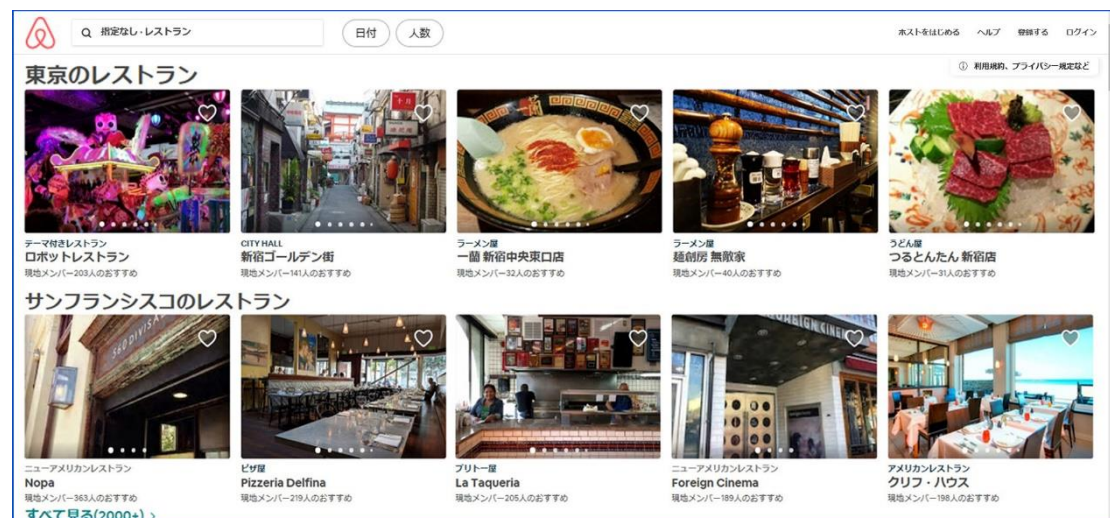 指定なし・レストラン
日付
人数
ホストをはじめる
ヘルプ
登録する
ログイン
利用規約、プライバシー規定など
東京のレストラン
テーマ付きレストラン
ロボットレストラン
現地メンバー203人のおすすめ
CITY HALL
新宿ゴールデン街
現地メンバー141人のおすすめ
ラーメン屋
一蘭 新宿中央東口店
現地メンバー32人のおすすめ
ラーメン屋
麺創房 無敵家
現地メンバー40人のおすすめ
うどん屋
つるとんたん 新宿店
現地メンバー31人のおすすめ
サンフランシスコのレストラン
560 DIVISAD
FOREIGN CINEMA
ニューアメリカンレストラン
Nopa
現地メンバー363人のおすすめ
ピザ屋
Pizzeria Delfina
現地メンバー219人のおすすめ
ブリトー屋
La Taqueria
現地メンバー205人のおすすめ
ニューアメリカンレストラン
Foreign Cinema
現地メンバー189人のおすすめ
アメリカンレストラン
クリフ・ハウス
現地メンバー198人のおすすめ
すべて見る(2000+) >